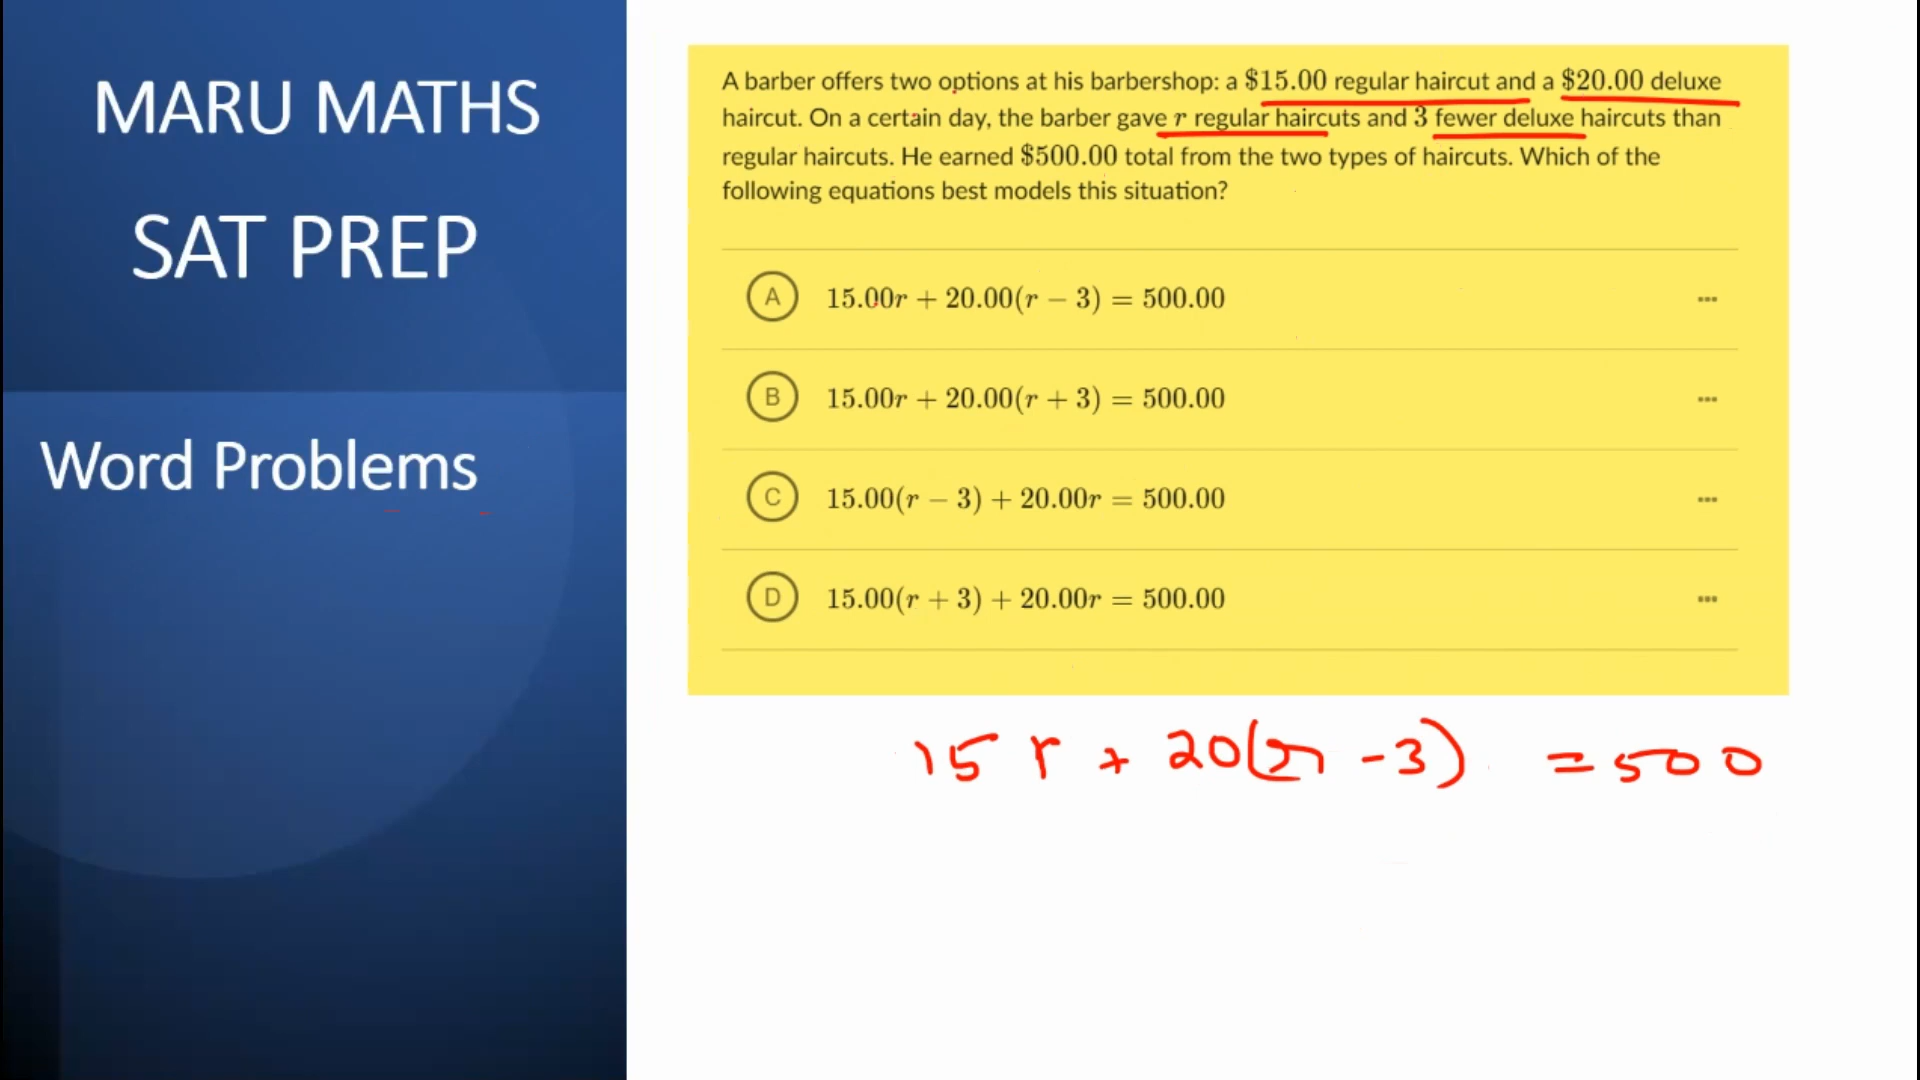 MARU MATHS
SAT PREP
Word Problems
A barber offers two options at his barbershop: a $15.00 regular haircut and a $20.00 deluxe
haircut. On a certain day, the barber gave r regular haircuts and 3 fewer deluxe haircuts than
regular haircuts. He earned $500.00 total from the two types of haircuts. Which of the
following equations best models this situation?
A 15.00r + 20.00(r − 3) = 500.00 ...
B 15.00r + 20.00(r + 3) = 500.00 ...
C 15.00(r − 3) + 20.00r = 500.00 ...
D 15.00(r + 3) + 20.00r = 500.00 ...
15 r + 20(r - 3) = 500